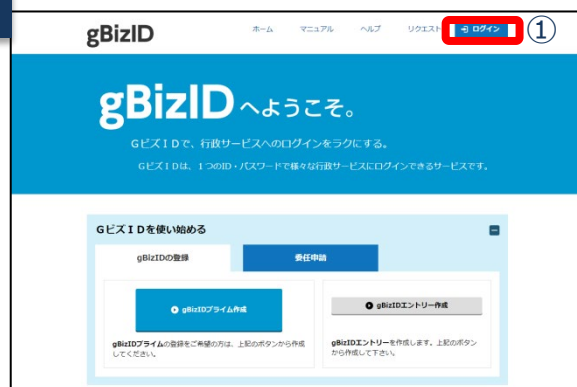 gBizID
ホーム マニュアル ヘルプ リクエスト ログイン ①
gBizIDへようこそ。
GビズIDで、行政サービスへのログインをラクにする。
GビズIDは、1つのID・パスワードで様々な行政サービスにログインできるサービスです。
GビズIDを使い始める
gBizIDの登録 委任申請
gBizIDプライム作成
gBizIDプライムの登録をご希望の方は、上記のボタンから作成
してください。
gBizIDエントリー作成
gBizIDエントリーを作成します。上記のボタン
から作成して下さい。